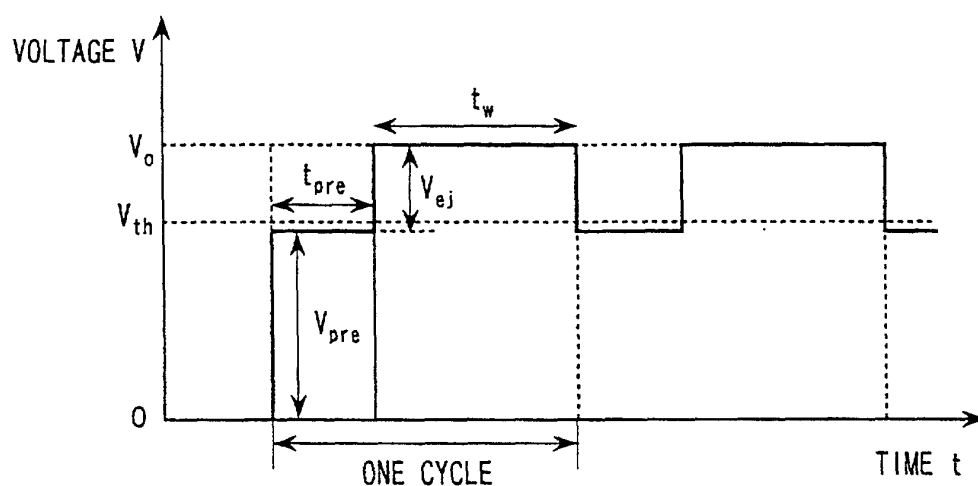 VOLTAGE V
t_w
V_o
t_pre
V_ej
V_th
V_pre
0
ONE CYCLE
TIME t